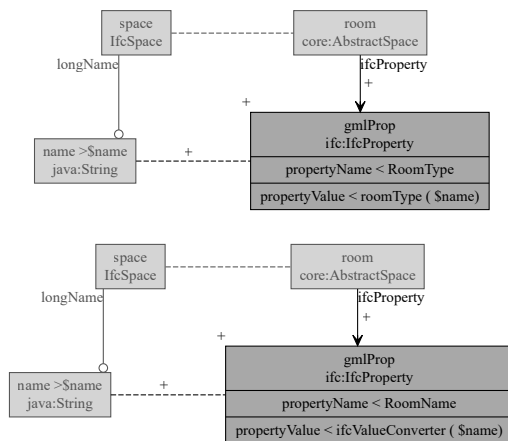 space
IfcSpace
room
core:AbstractSpace
longName
ifcProperty
+
+
gmlProp
ifc:IfcProperty
name >$name
java:String
+
propertyName < RoomType
propertyValue < roomType ( $name)
space
IfcSpace
room
core:AbstractSpace
longName
ifcProperty
+
+
gmlProp
ifc:IfcProperty
name >$name
java:String
+
propertyName < RoomName
propertyValue < ifcValueConverter ( $name)